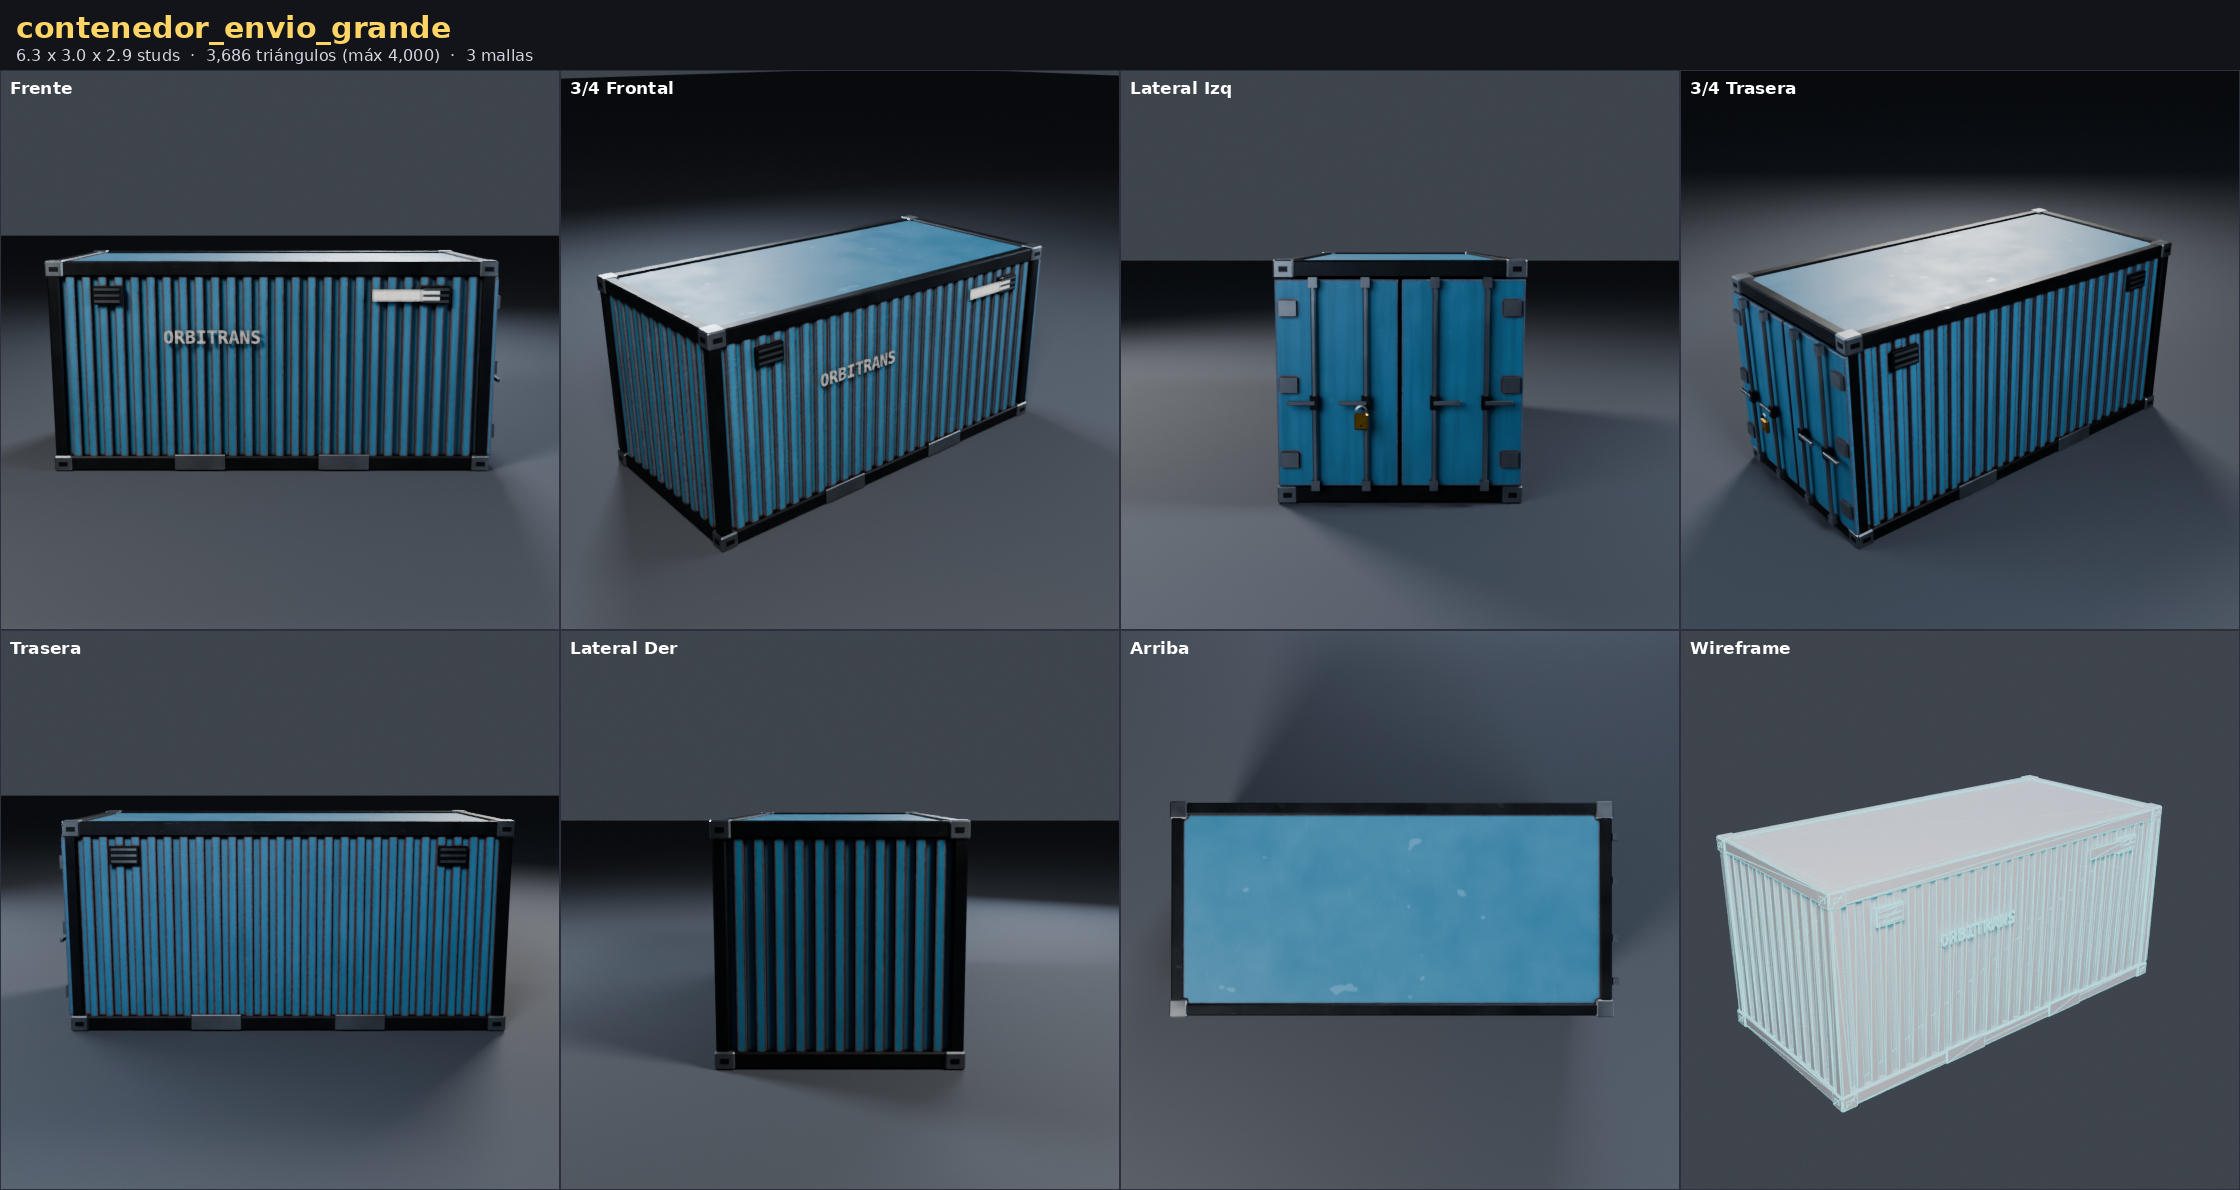 contenedor_envio_grande
6.3 x 3.0 x 2.9 studs · 3,686 triángulos (máx 4,000) · 3 mallas
Frente
3/4 Frontal
Lateral Izq
3/4 Trasera
ORBITRANS
ORBITRANS
Trasera
Lateral Der
Arriba
Wireframe
ORBITRANS